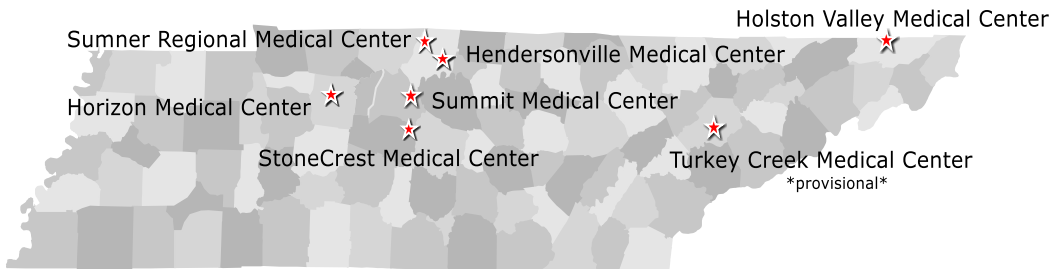 Holston Valley Medical Center
Sumner Regional Medical Center
Hendersonville Medical Center
Horizon Medical Center
Summit Medical Center
StoneCrest Medical Center
Turkey Creek Medical Center
*provisional*